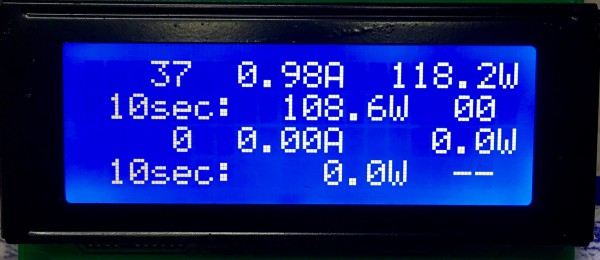 37 0.98A 118.2W
10sec: 108.6W 00
0 0.00A 0.0W
10sec: 0.0W --